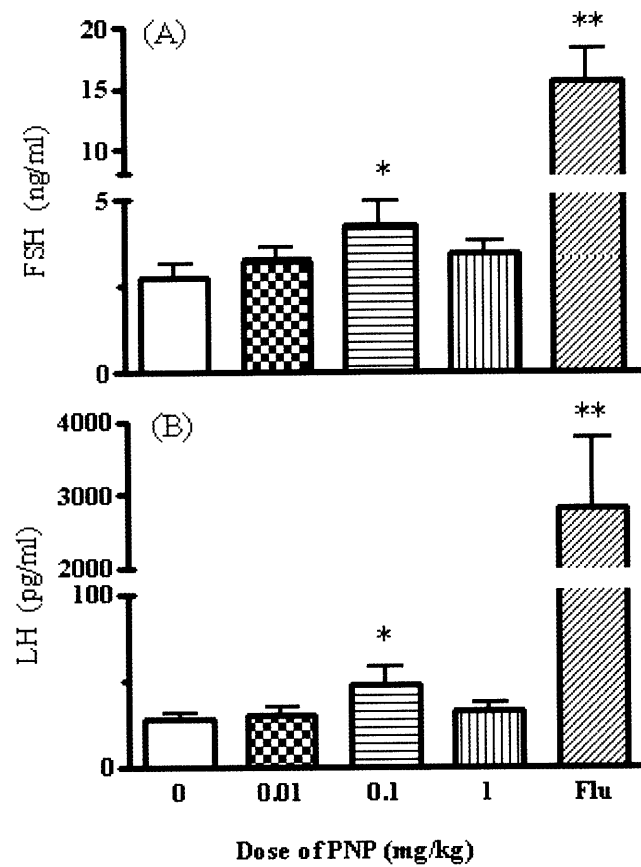 (A)
20
15
10
5
0
FSH (ng/ml)
*
**
(B)
4000
3000
2000
100
0
LH (pg/ml)
*
**
0 0.01 0.1 1 Flu
Dose of PNP (mg/kg)